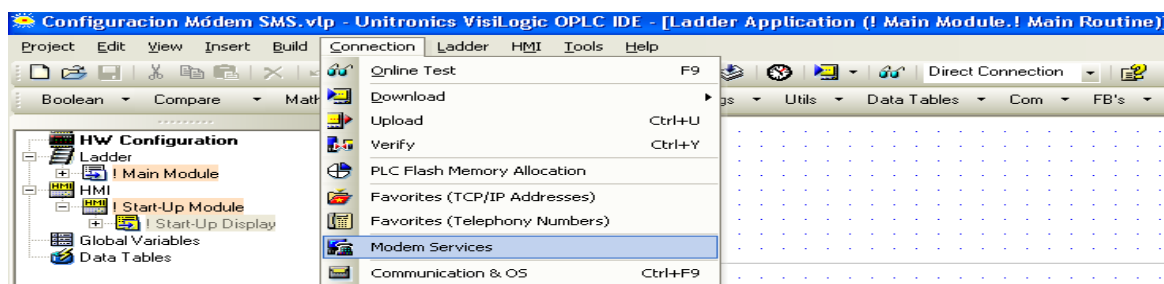 Configuracion Módem SMS.vlp - Unitronics VisiLogic OPLC IDE - [Ladder Application (! Main Module.! Main Routine)]
Project Edit View Insert Build Connection Ladder HMI Tools Help
Online Test F9
Direct Connection
Boolean Compare Utils Data Tables Com FB's
Download
Upload Ctrl+U
Verify Ctrl+Y
PLC Flash Memory Allocation
Favorites (TCP/IP Addresses)
Favorites (Telephony Numbers)
Modem Services
Communication & OS Ctrl+F9
HW Configuration
Ladder
! Main Module
HMI
HMI
HMI
! Start-Up Module
! Start-Up Display
Global Variables
Data Tables